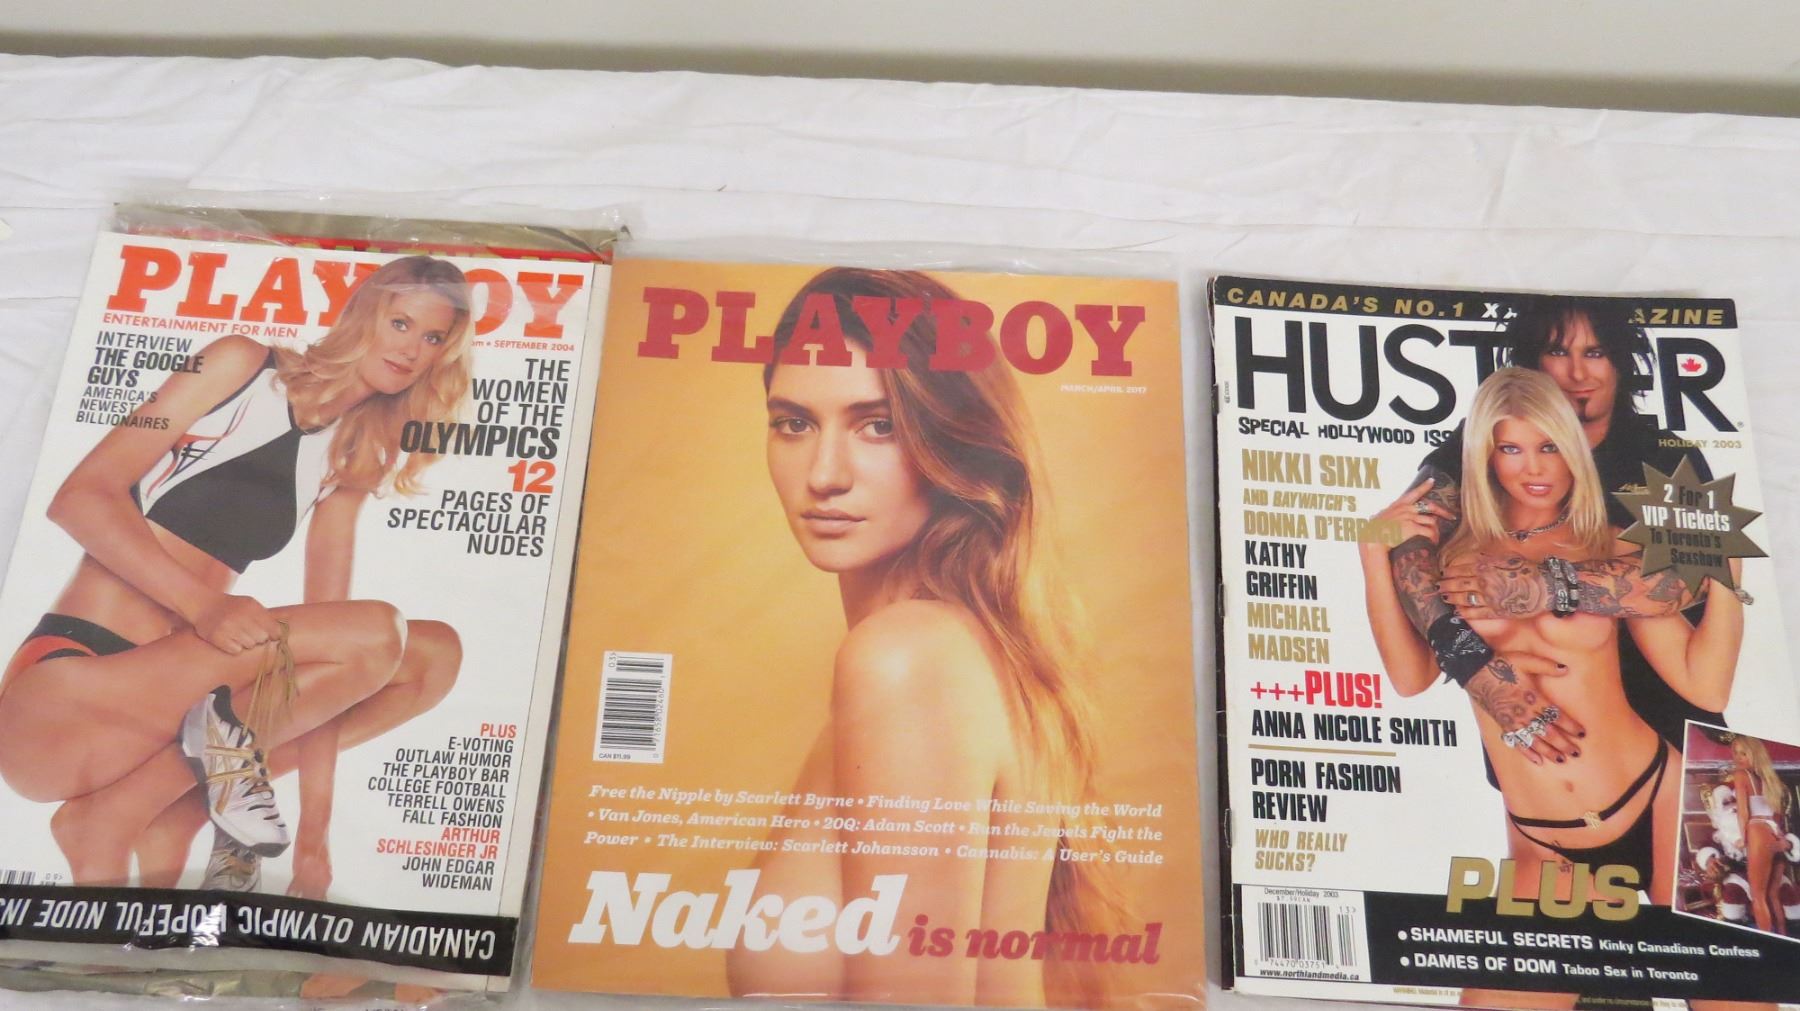 PLAYBOY
ENTERTAINMENT FOR MEN
SEPTEMBER 2004
INTERVIEW
THE GOOGLE
GUYS
AMERICA'S
NEWEST
BILLIONAIRES
THE
WOMEN
OF THE
OLYMPICS
12
PAGES OF
SPECTACULAR
NUDES
PLUS
E-VOTING
OUTLAW HUMOR
THE PLAYBOY BAR
COLLEGE FOOTBALL
TERRELL OWENS
FALL FASHION
ARTHUR
SCHLESINGER JR
JOHN EDGAR
WIDEMAN
CANADIAN OLYMPIC HOPEFUL NUDE
PLAYBOY
MARCH/APRIL 2017
CAN $11.99
Free the Nipple by Scarlett Byrne • Finding Love While Saving the World
• Van Jones, American Hero • 20Q: Adam Scott • Run the Jewels Fight the
Power • The Interview: Scarlett Johansson • Cannabis: A User's Guide
Naked is normal
CANADA'S NO.1
HUSTLER
SPECIAL HOLLYWOOD
HOLIDAY 2003
NIKKI SIXX
AND BAYWATCH'S
DONNA D'ERRICO
KATHY
GRIFFIN
MICHAEL
MADSEN
+++PLUS!
ANNA NICOLE SMITH
PORN FASHION
REVIEW
WHO REALLY
SUCKS?
2 For 1
VIP Tickets
To Toronto's
Sexshow
December/Holiday 2003
$7.99CAN
www.northlandmedia.ca
PLUS
• SHAMEFUL SECRETS Kinky Canadians Confess
• DAMES OF DOM Taboo Sex in Toronto